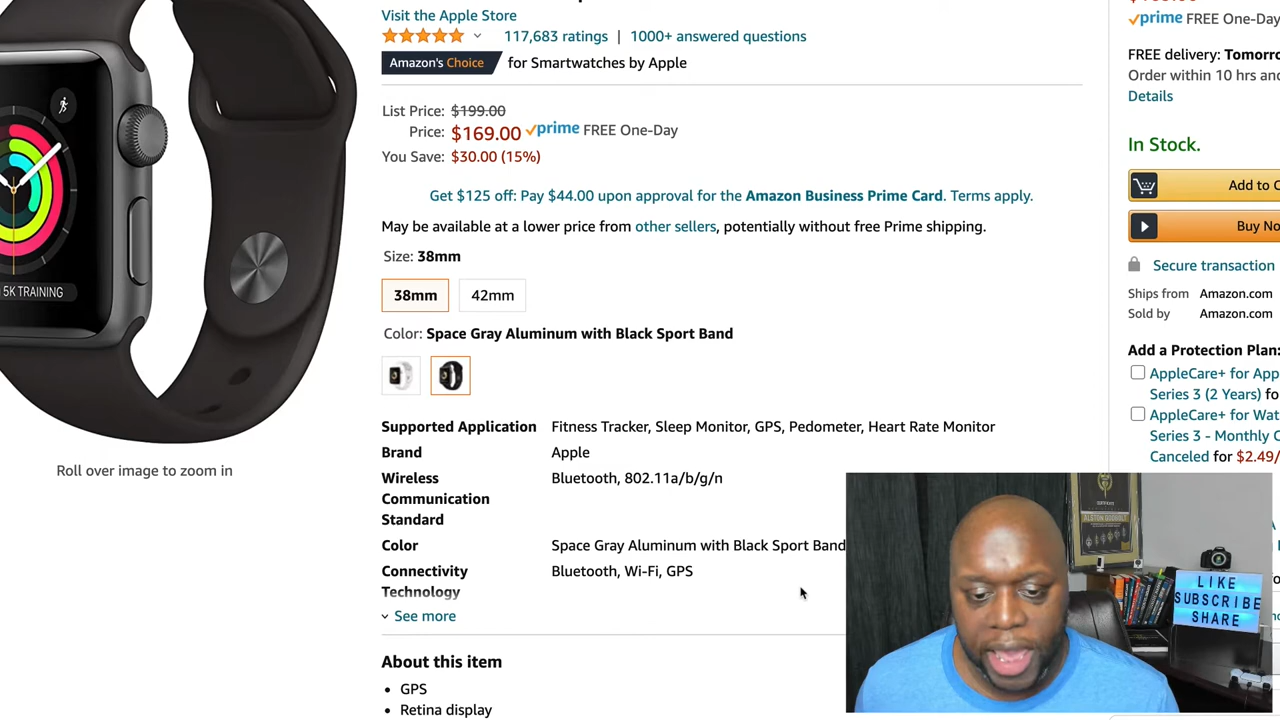 Visit the Apple Store
117,683 ratings | 1000+ answered questions
Amazon's Choice for Smartwatches by Apple
List Price: $199.00
Price: $169.00 prime FREE One-Day
You Save: $30.00 (15%)
Get $125 off: Pay $44.00 upon approval for the Amazon Business Prime Card. Terms apply.
May be available at a lower price from other sellers, potentially without free Prime shipping.
Size: 38mm
38mm 42mm
Color: Space Gray Aluminum with Black Sport Band
Supported Application Fitness Tracker, Sleep Monitor, GPS, Pedometer, Heart Rate Monitor
Brand Apple
Wireless Bluetooth, 802.11a/b/g/n
Communication
Standard
Color Space Gray Aluminum with Black Sport Band
Connectivity Bluetooth, Wi-Fi, GPS
Technology
See more
About this item
• GPS
• Retina display
5K TRAINING
Roll over image to zoom in
prime FREE One-Day
FREE delivery:
Order within 10 hrs and
Details
In Stock.
Add to
Buy
Secure transaction
Ships from Amazon.com
Sold by Amazon.com
Add a Protection Plan:
AppleCare+ for
Series 3 (2 Years)
AppleCare+ for
Series 3 - Monthly
Canceled for $2.49/
LIKE
SUBSCRIBE
SHARE